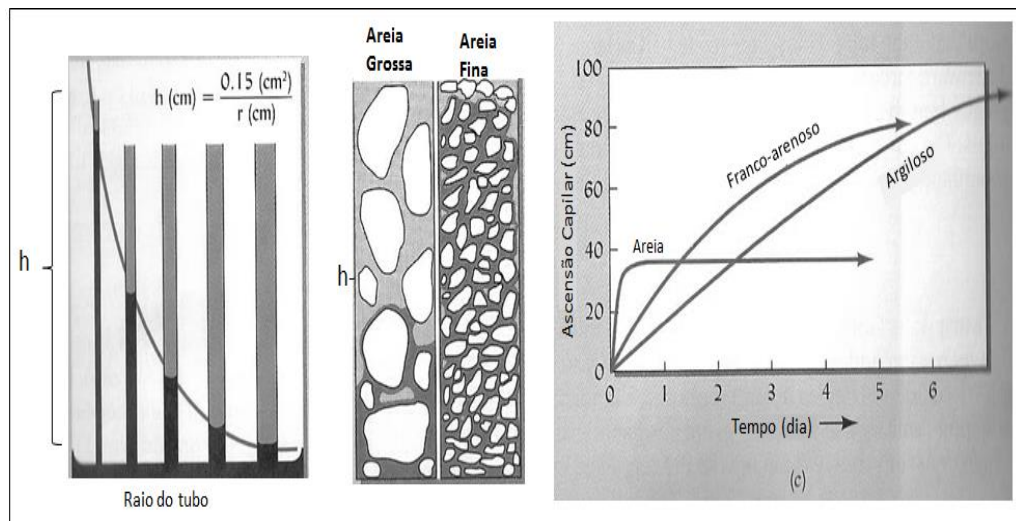 h (cm) = 0.15 (cm²) / r (cm)
h
Raio do tubo
Areia
Grossa
Areia
Fina
h-
Ascensão Capilar (cm)
100
80
60
40
20
0
Franco-arenoso
Argiloso
Areia
0 1 2 3 4 5 6
Tempo (dia)
(c)